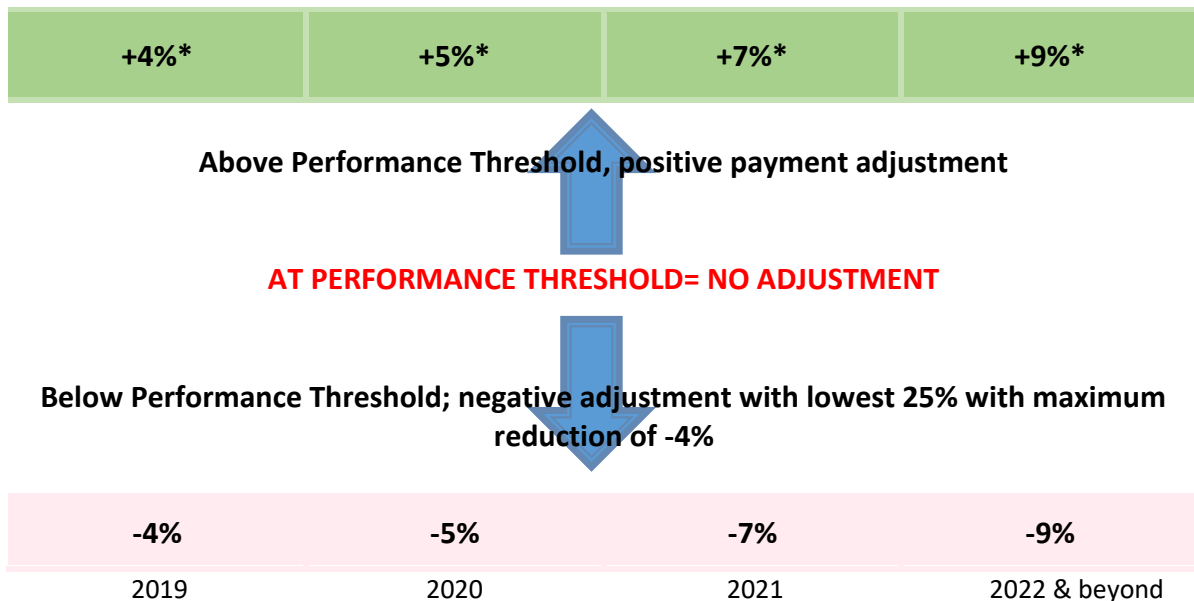 +4%* +5%* +7%* +9%*
Above Performance Threshold, positive payment adjustment
AT PERFORMANCE THRESHOLD= NO ADJUSTMENT
Below Performance Threshold; negative adjustment with lowest 25% with maximum
reduction of -4%
-4% -5% -7% -9%
2019 2020 2021 2022 & beyond